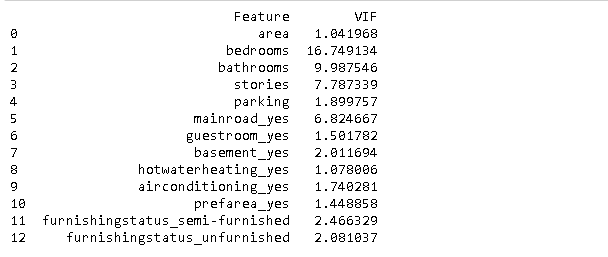 Feature VIF
0 area 1.041968
1 bedrooms 16.749134
2 bathrooms 9.987546
3 stories 7.787339
4 parking 1.899757
5 mainroad_yes 6.824667
6 guestroom_yes 1.501782
7 basement_yes 2.011694
8 hotwaterheating_yes 1.078006
9 airconditioning_yes 1.740281
10 prefarea_yes 1.448858
11 furnishingstatus_semi-furnished 2.466329
12 furnishingstatus_unfurnished 2.081037